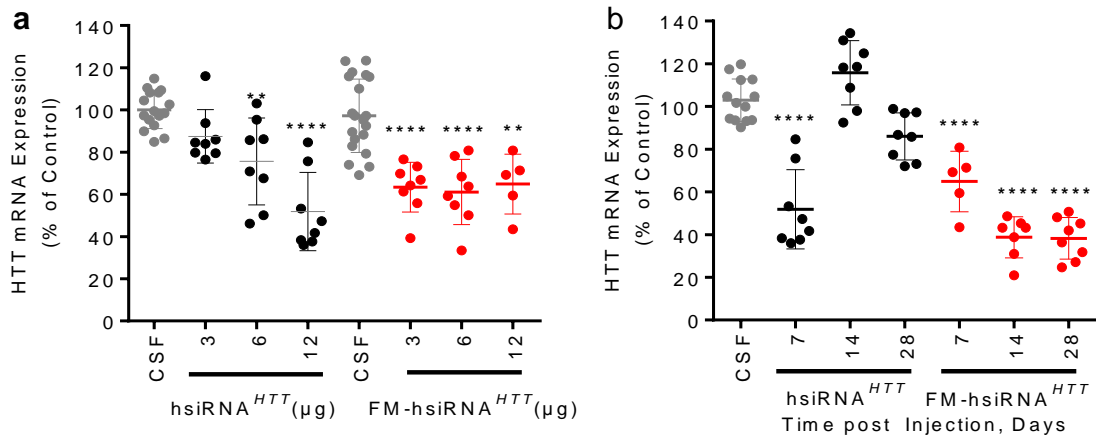 a
HTT mRNA Expression
(% of Control)
140
120
100
80
60
40
20
0
**
****
****
****
**
CSF
3
6
12
CSF
3
6
12
hsiRNA^HTT (µg)
FM-hsiRNA^HTT (µg)
b
HTT mRNA Expression
(% of Control)
140
120
100
80
60
40
20
0
****
****
****
****
CSF
7
14
28
7
14
28
hsiRNA^HTT
FM-hsiRNA^HTT
Time post Injection, Days